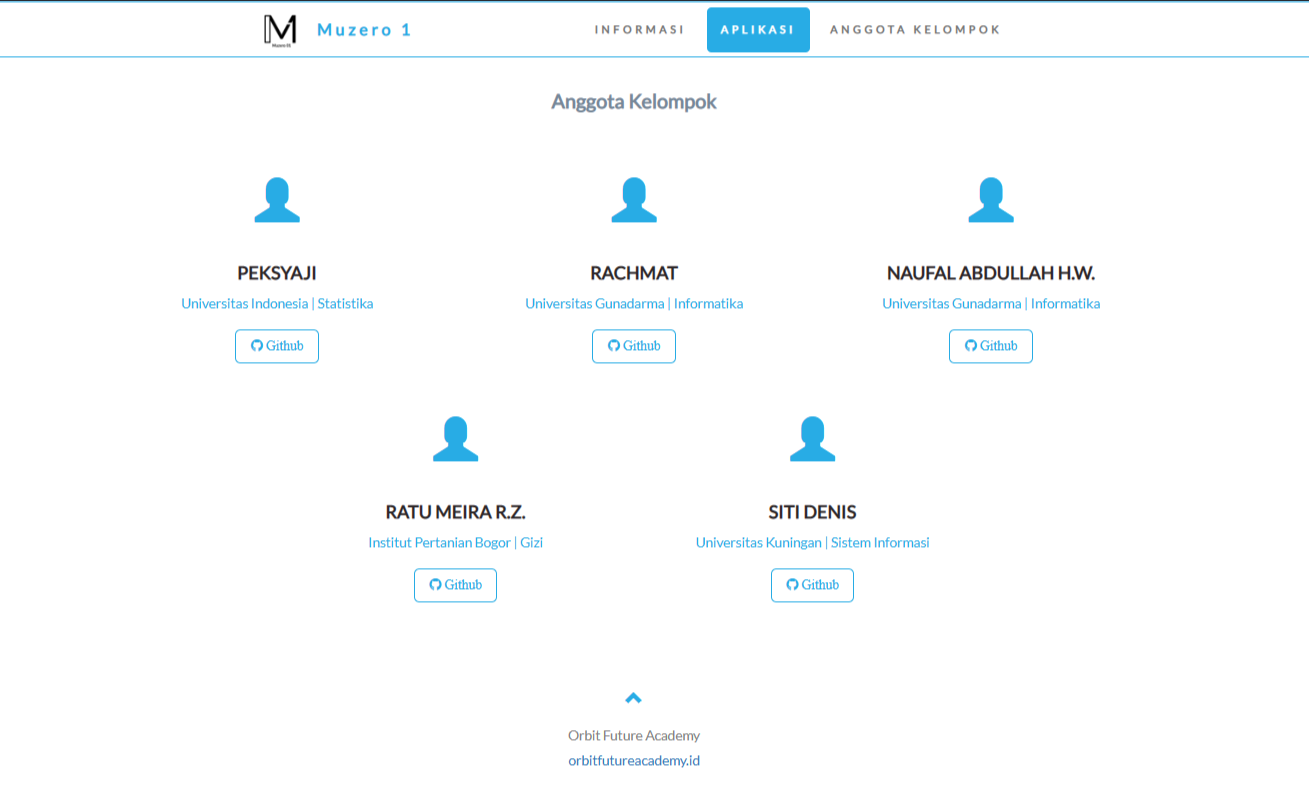 Muzero 1
INFORMASI
APLIKASI
ANGGOTA KELOMPOK
Anggota Kelompok
PEKSYAJI
Universitas Indonesia | Statistika
Github
RACHMAT
Universitas Gunadarma | Informatika
Github
NAUFAL ABDULLAH H.W.
Universitas Gunadarma | Informatika
Github
RATU MEIRA R.Z.
Institut Pertanian Bogor | Gizi
Github
SITI DENIS
Universitas Kuningan | Sistem Informasi
Github
Orbit Future Academy
orbitfutureacademy.id